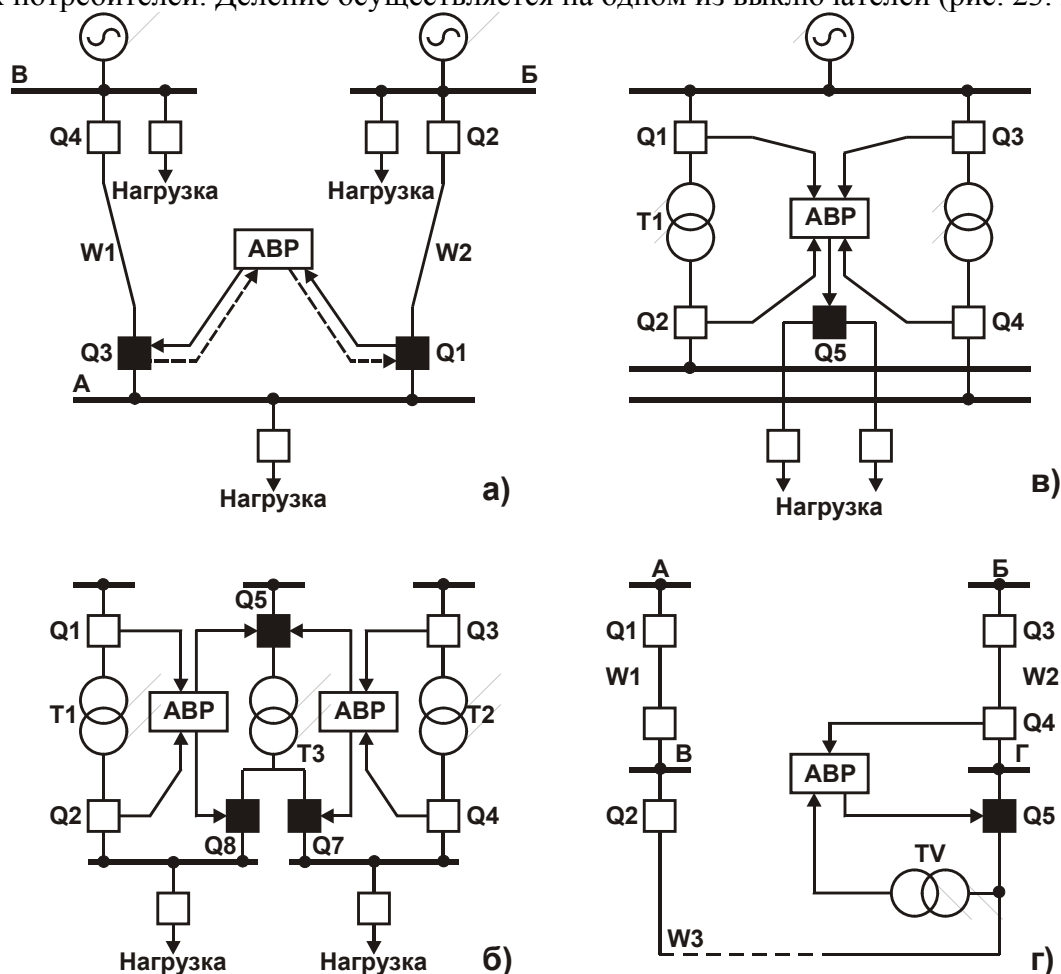 к потребителей. Деление осуществляется на одном из выключателей (рис. 23.
В
Б
Q4
Q2
Нагрузка
Нагрузка
W1
АВР
W2
Q3
Q1
А
Нагрузка
а)
Q1
Q3
T1
АВР
Q2
Q4
Q5
Нагрузка
в)
Q5
Q1
Q3
T1
АВР
АВР
T2
T3
Q2
Q4
Q8
Q7
Нагрузка
Нагрузка
б)
А
Б
Q1
Q3
W1
W2
Q4
В
Г
АВР
Q2
Q5
TV
W3
г)